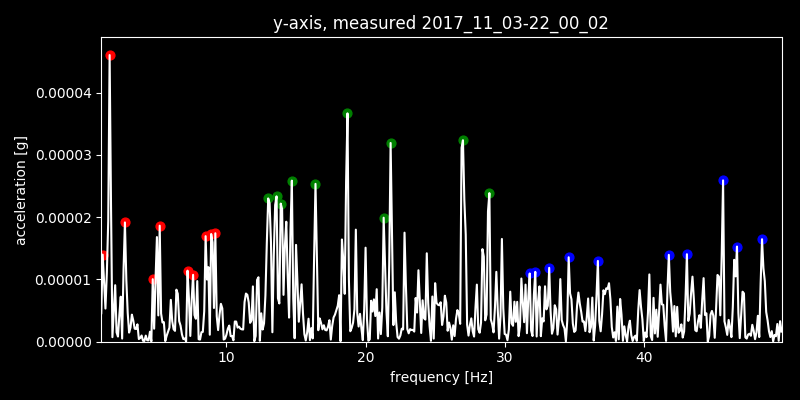 y-axis, measured 2017_11_03-22_00_02
0.00004
0.00003
0.00002
0.00001
0.00000
acceleration [g]
10 20 30 40
frequency [Hz]